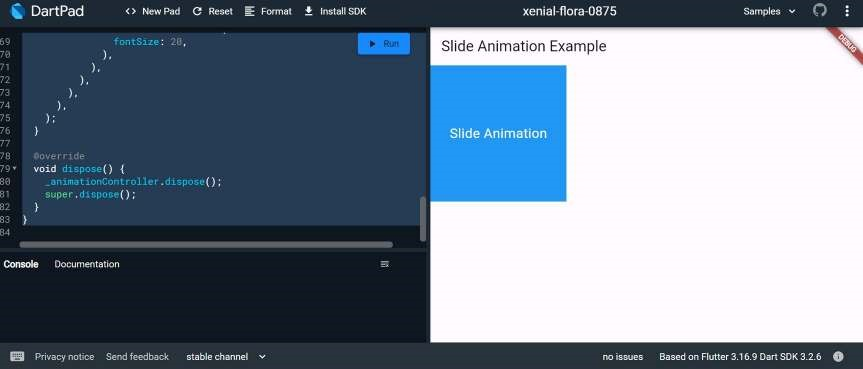 DartPad
<> New Pad
Reset
Format
Install SDK
xenial-flora-0875
Samples
69 fontSize: 20,
70 ),
71 ),
72 ),
73 ),
74 ),
75 );
76 }
77
78 @override
79 void dispose() {
80 _animationController.dispose();
81 super.dispose();
82 }
83 }
84
Run
Slide Animation Example
DEBUG
Slide Animation
Console
Documentation
Privacy notice
Send feedback
stable channel
no issues
Based on Flutter 3.16.9 Dart SDK 3.2.6